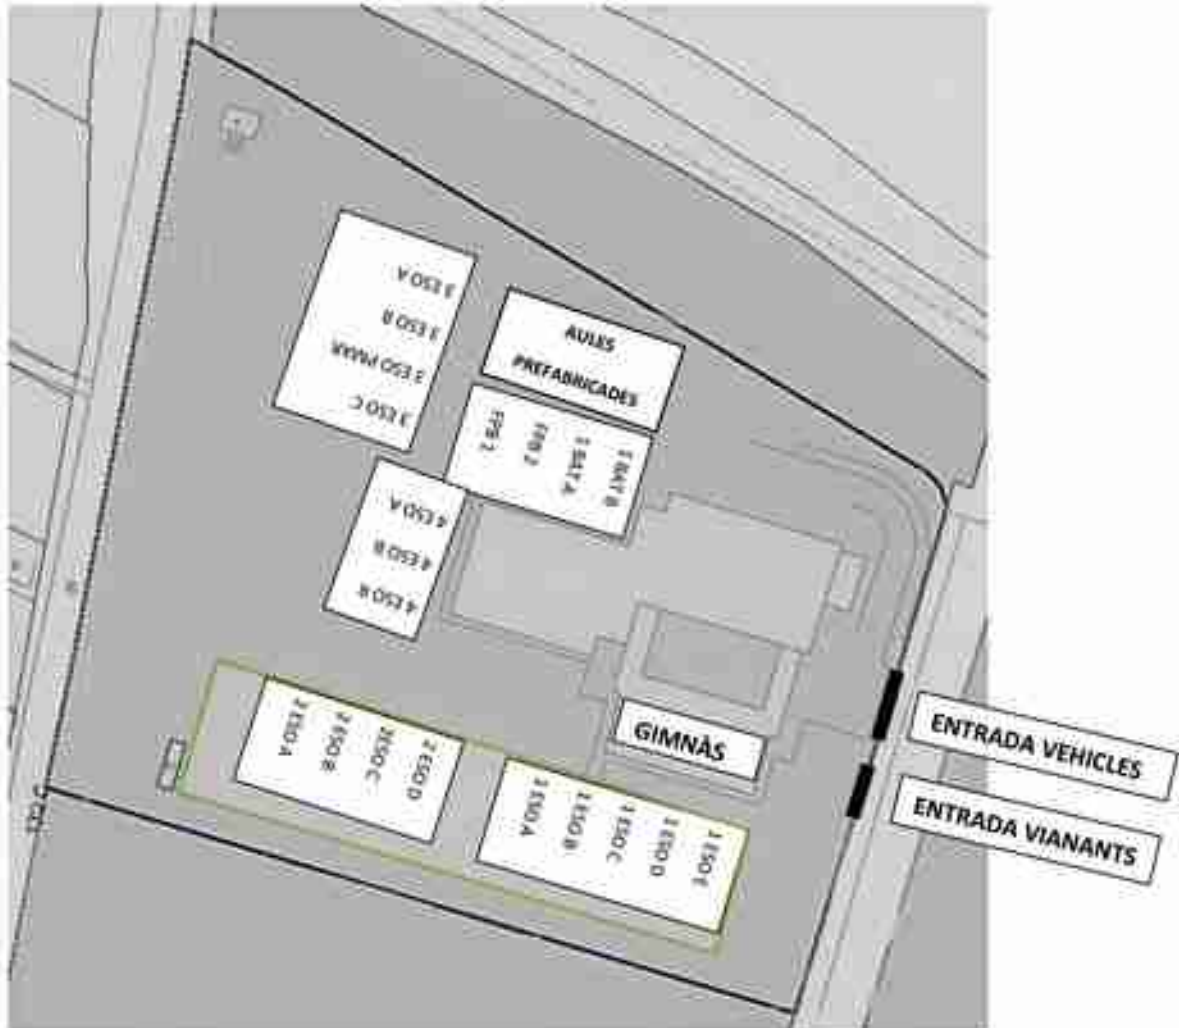 3 ESO A
3 ESO B
3 ESO PMAR
3 ESO C
AULES
PREFABRICADES
FPB 1
FPB 2
1 BAT A
1 BAT B
4 ESO A
4 ESO B
4 ESO
2 ESO A
2 ESO B
2 ESO C
2 ESO D
GIMNÀS
1 ESO A
1 ESO B
1 ESO C
1 ESO D
1 ESO E
ENTRADA VEHICLES
ENTRADA VIANANTS